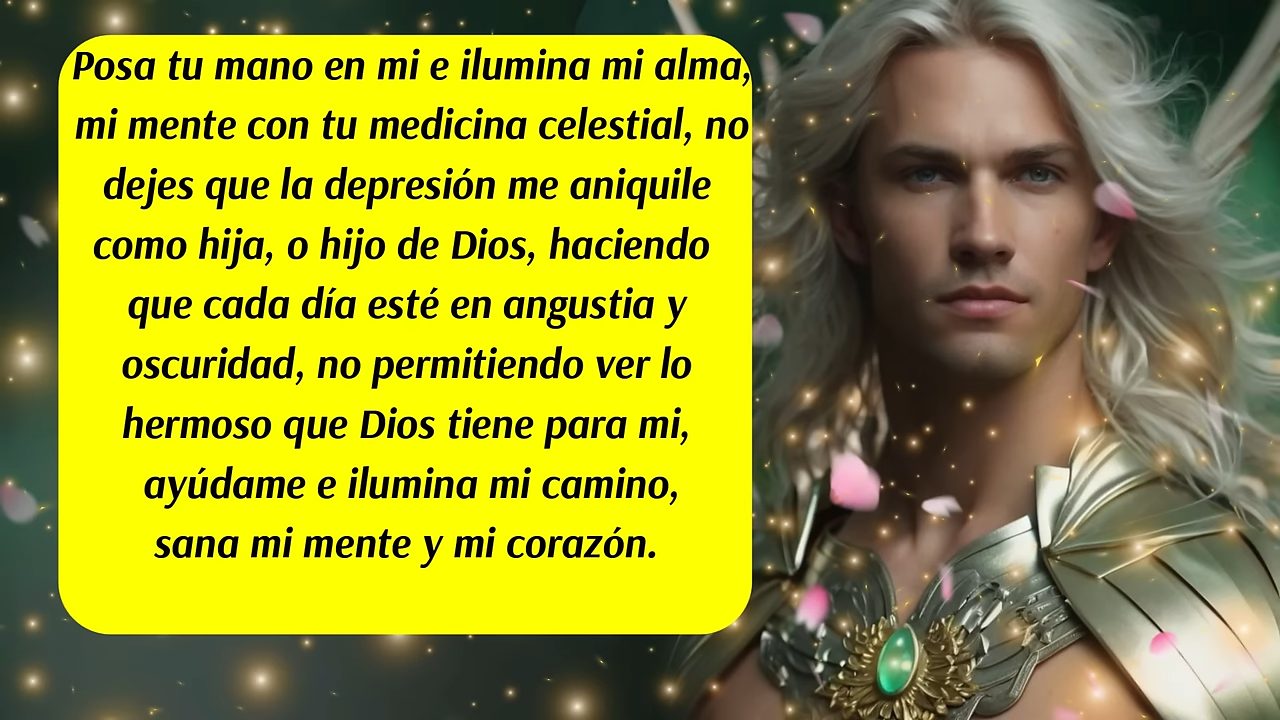 Posa tu mano en mi e ilumina mi alma,
mi mente con tu medicina celestial, no
dejes que la depresión me aniquile
como hija, o hijo de Dios, haciendo
que cada día esté en angustia y
oscuridad, no permitiendo ver lo
hermoso que Dios tiene para mi,
ayúdame e ilumina mi camino,
sana mi mente y mi corazón.